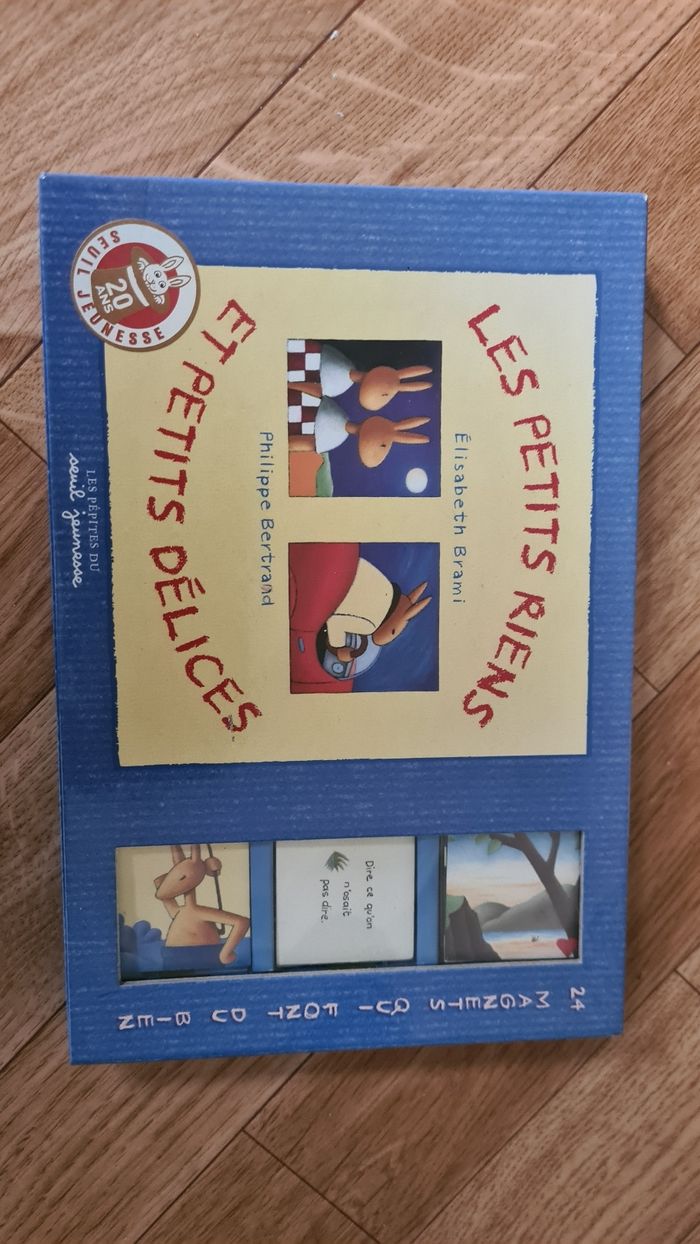 LES PETITS RIENS
Élisabeth Brami
Philippe Bertrand
ET PETITS DÉLICES
SEUIL JEUNESSE
20
ANS
LES PÉPITES DU
seuil jeunesse
24 MAGNETS QUI FONT DU BIEN
Dire ce qu'on
n'osait
pas dire.